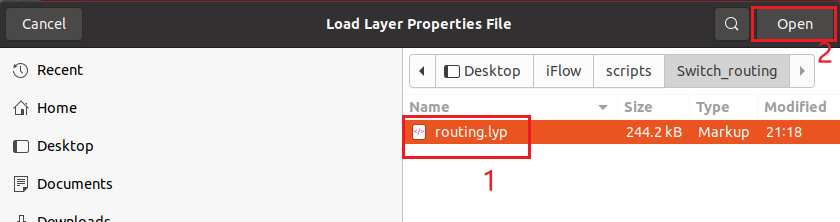 Cancel Load Layer Properties File Open
2
Recent Desktop iFlow scripts Switch_routing
Home Name Size Type Modified
routing.lyp 244.2 kB Markup 21:18
Desktop
1
Documents
Downloads